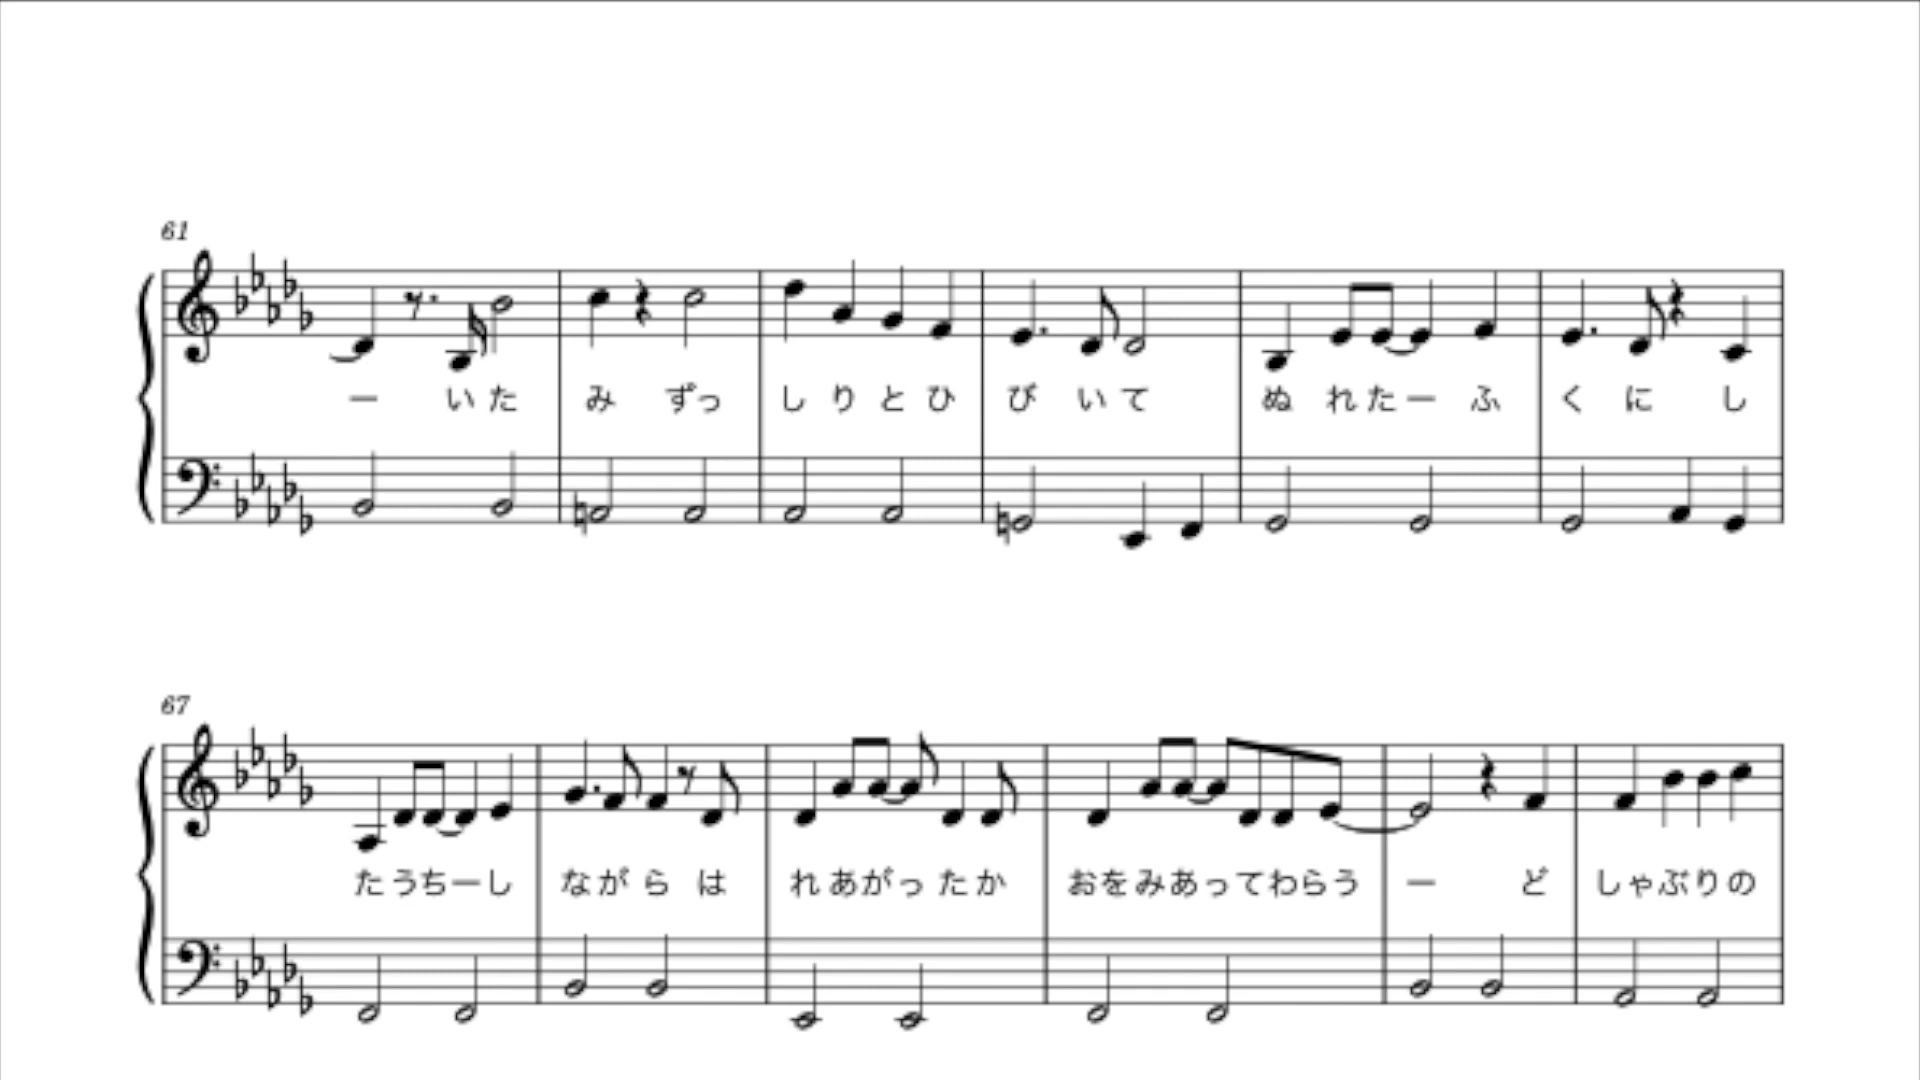 61
ー いた み ずっ しりとひ び いて ぬ れたーふ く に し
67
たうちーし ながら は れあがったか おをみあってわらう ー ど しゃぶりの